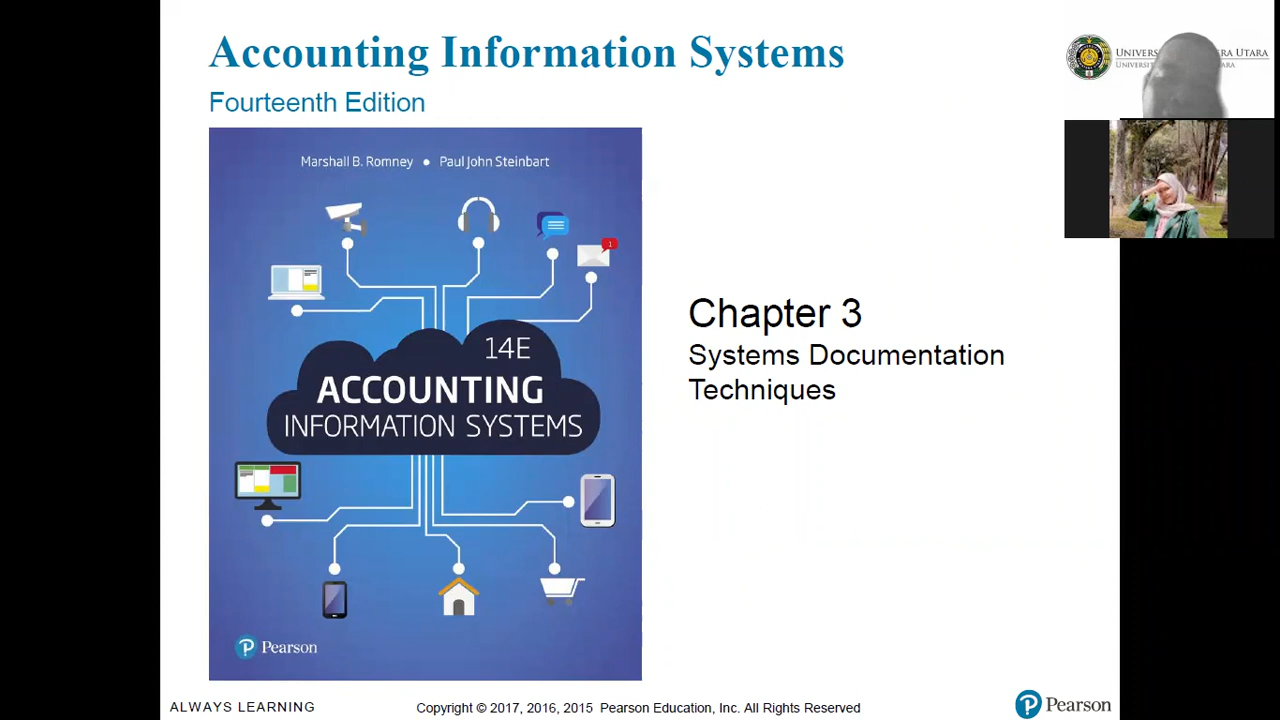 Accounting Information Systems
Fourteenth Edition
Marshall B. Romney • Paul John Steinbart
1
14E
ACCOUNTING
INFORMATION SYSTEMS
Pearson
Chapter 3
Systems Documentation
Techniques
ALWAYS LEARNING
Copyright © 2017, 2016, 2015 Pearson Education, Inc. All Rights Reserved
Pearson